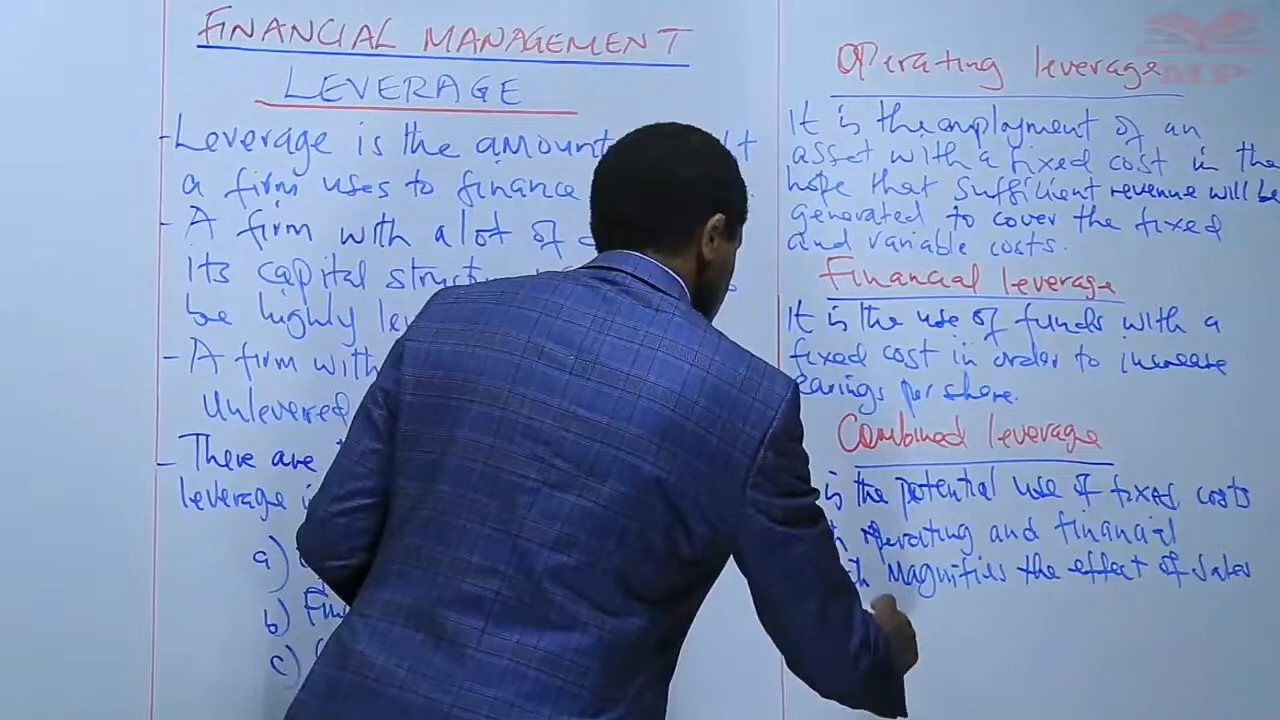 FINANCIAL MANAGEMENT
LEVERAGE
- Leverage is the amount
a firm uses to finance
- A firm with a lot of
Its capital
be highly
- A firm with
Unlevered
- There are
leverage
a)
b)
c)
MP
Operating leverage
It is the employment of an
asset with a fixed cost in the
hope that sufficient revenue will be
generated to cover the fixed
and variable costs.
Financial leverage
It is the use of funds with a
fixed cost in order to increase
earings per share.
Combined leverage
is the potential use of fixed costs
operating and financial
magnifies the effect of sales